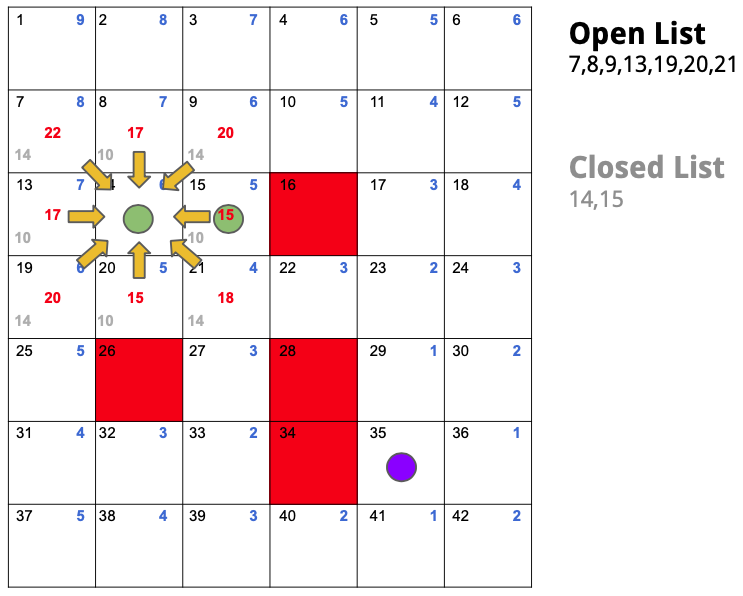 Open List
7,8,9,13,19,20,21
Closed List
14,15
1 9 2 8 3 7 4 6 5 5 6 6
7 8 8 7 9 6 10 5 11 4 12 5
22 17 20
14 10 14
13 7 4 6 15 5 16 17 3 18 4
17 15
10 10
19 6 20 5 21 4 22 3 23 2 24 3
20 15 18
14 10 14
25 5 26 27 3 28 29 1 30 2
31 4 32 3 33 2 34 35 36 1
37 5 38 4 39 3 40 2 41 1 42 2